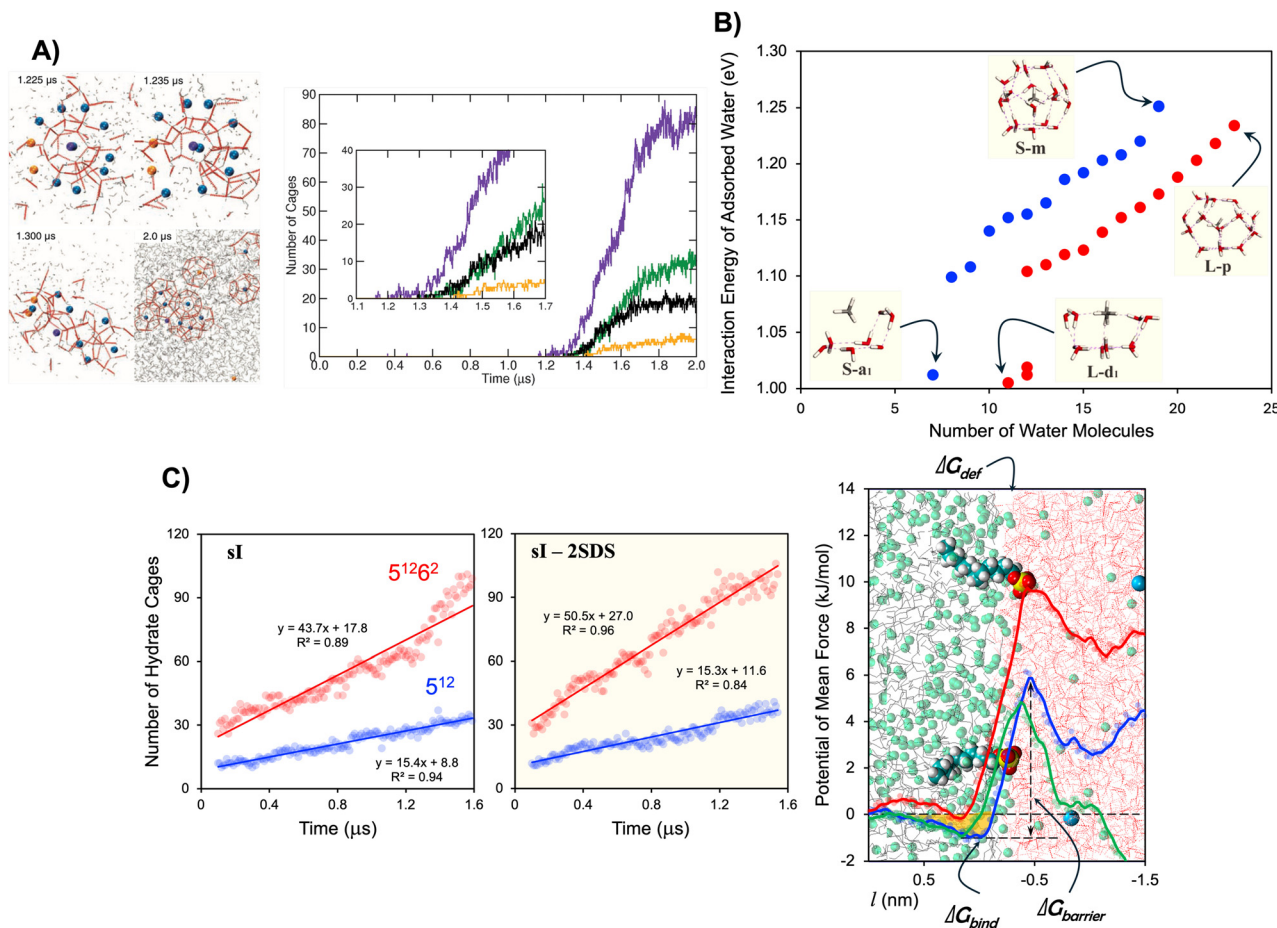 A)
1.225 µs
1.235 µs
1.300 µs
2.0 µs
Number of Cages
90
80
70
60
50
40
30
20
10
0
0.0 0.2 0.4 0.6 0.8 1.0 1.2 1.4 1.6 1.8 2.0
Time (µs)
40
30
20
10
0
1.1 1.2 1.3 1.4 1.5 1.6 1.7
B)
Interaction Energy of Adsorbed Water (eV)
1.30
1.25
1.20
1.15
1.10
1.05
1.00
0 5 10 15 20 25
Number of Water Molecules
S-m
L-p
S-a1
L-d1
C)
Number of Hydrate Cages
120
90
60
30
0
sI
5¹²6²
y = 43.7x + 17.8
R² = 0.89
5¹²
y = 15.4x + 8.8
R² = 0.94
0 0.4 0.8 1.2 1.6
Time (µs)
120
90
60
30
0
sI – 2SDS
y = 50.5x + 27.0
R² = 0.96
y = 15.3x + 11.6
R² = 0.84
0 0.4 0.8 1.2 1.6
Time (µs)
ΔG_def
Potential of Mean Force (kJ/mol)
14
12
10
8
6
4
2
0
-2
0.5 -0.5 -1.5
l (nm)
ΔG_bind
ΔG_barrier